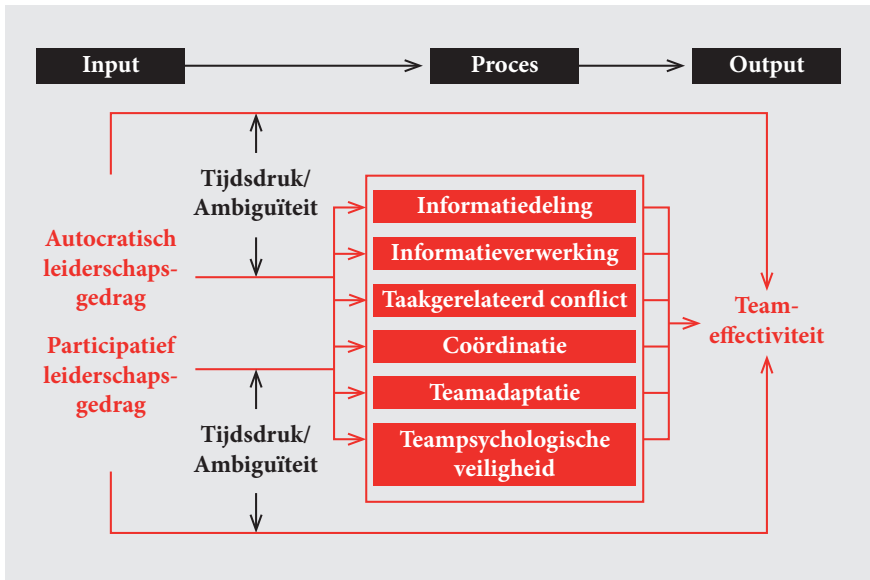 Input
Proces
Output
Tijdsdruk/
Ambiguïteit
Autocratisch
leiderschaps-
gedrag
Participatief
leiderschaps-
gedrag
Tijdsdruk/
Ambiguïteit
Informatiedeling
Informatieverwerking
Taakgerelateerd conflict
Coördinatie
Teamadaptatie
Teampsychologische
veiligheid
Team-
effectiviteit